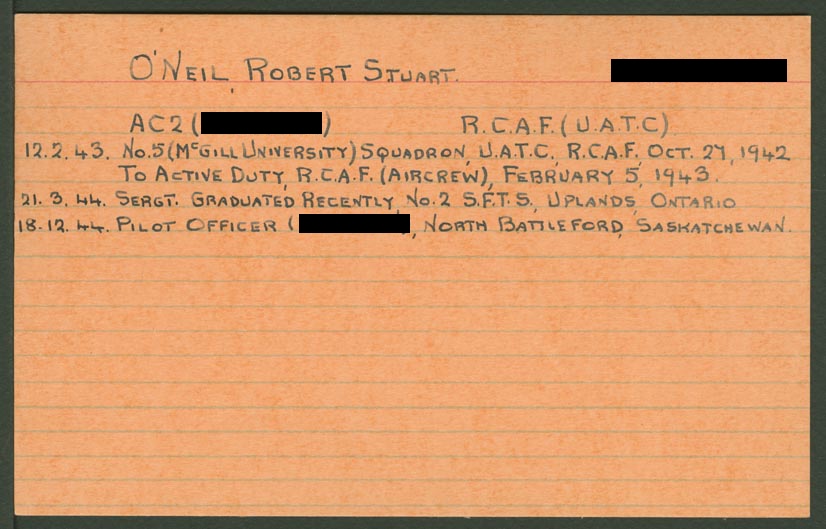 O'NEIL, ROBERT STUART.
AC2 ( ) R.C.A.F. (U.A.T.C)
12.2.43. No.5 (McGILL UNIVERSITY) SQUADRON, U.A.T.C., R.C.A.F. OCT. 27, 1942
TO ACTIVE DUTY, R.C.A.F. (AIRCREW), FEBRUARY 5, 1943.
21.3.44. SERGT. GRADUATED RECENTLY, No.2 S.F.T.S., UPLANDS, ONTARIO
18.12.44. PILOT OFFICER ( ), NORTH BATTLEFORD, SASKATCHEWAN.